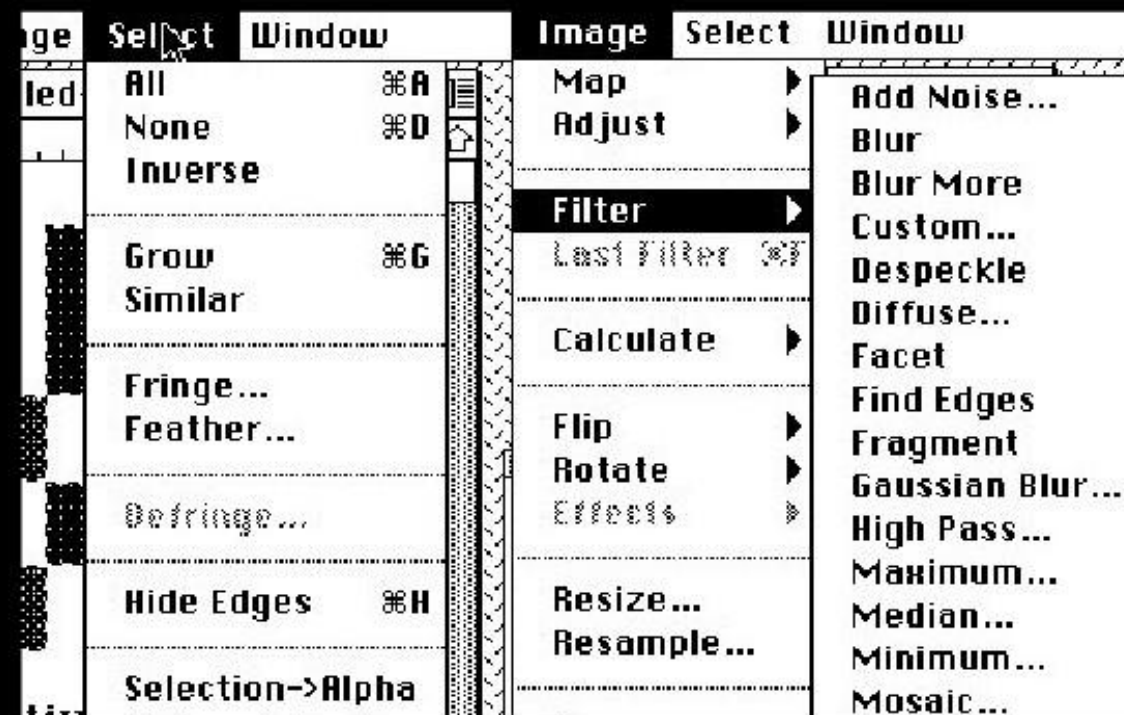 ge Select Window
led
All ⌘A
None ⌘D
Inverse
Grow ⌘G
Similar
Fringe...
Feather...
Defringe...
Hide Edges ⌘H
Selection->Alpha
Image Select Window
Map
Adjust
Filter
Last Filter ⌘F
Calculate
Flip
Rotate
Effects
Resize...
Resample...
Add Noise...
Blur
Blur More
Custom...
Despeckle
Diffuse...
Facet
Find Edges
Fragment
Gaussian Blur...
High Pass...
Maximum...
Median...
Minimum...
Mosaic...